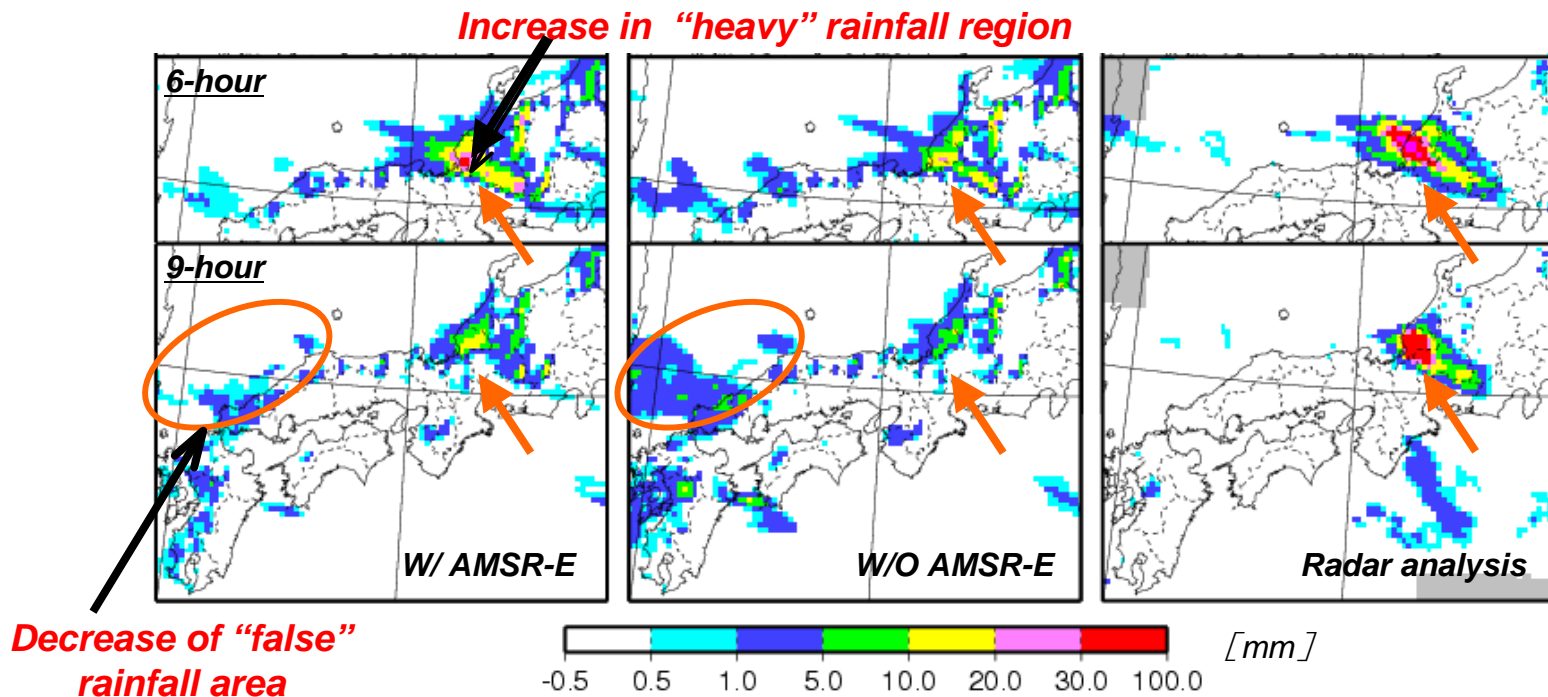 Increase in “heavy” rainfall region
6-hour
9-hour
W/ AMSR-E
W/O AMSR-E
Radar analysis
Decrease of “false”
rainfall area
[mm]
-0.5 0.5 1.0 5.0 10.0 20.0 30.0 100.0